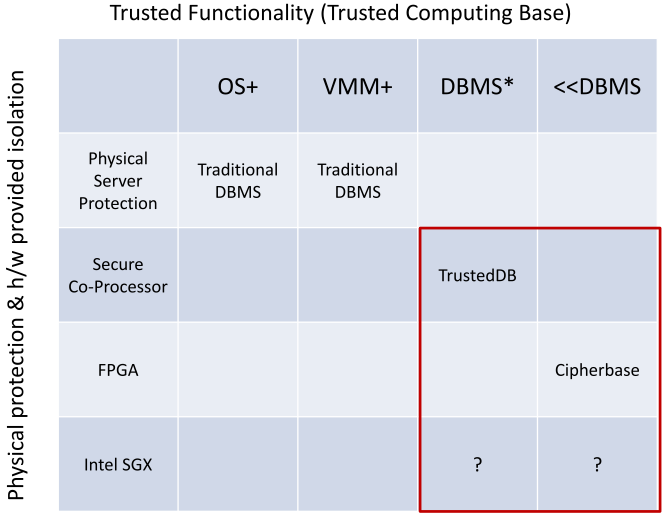 Trusted Functionality (Trusted Computing Base)
Physical protection & h/w provided isolation
OS+ VMM+ DBMS* <<DBMS
Physical
Server
Protection
Traditional
DBMS
Traditional
DBMS
Secure
Co-Processor
TrustedDB
FPGA
Cipherbase
Intel SGX
? ?